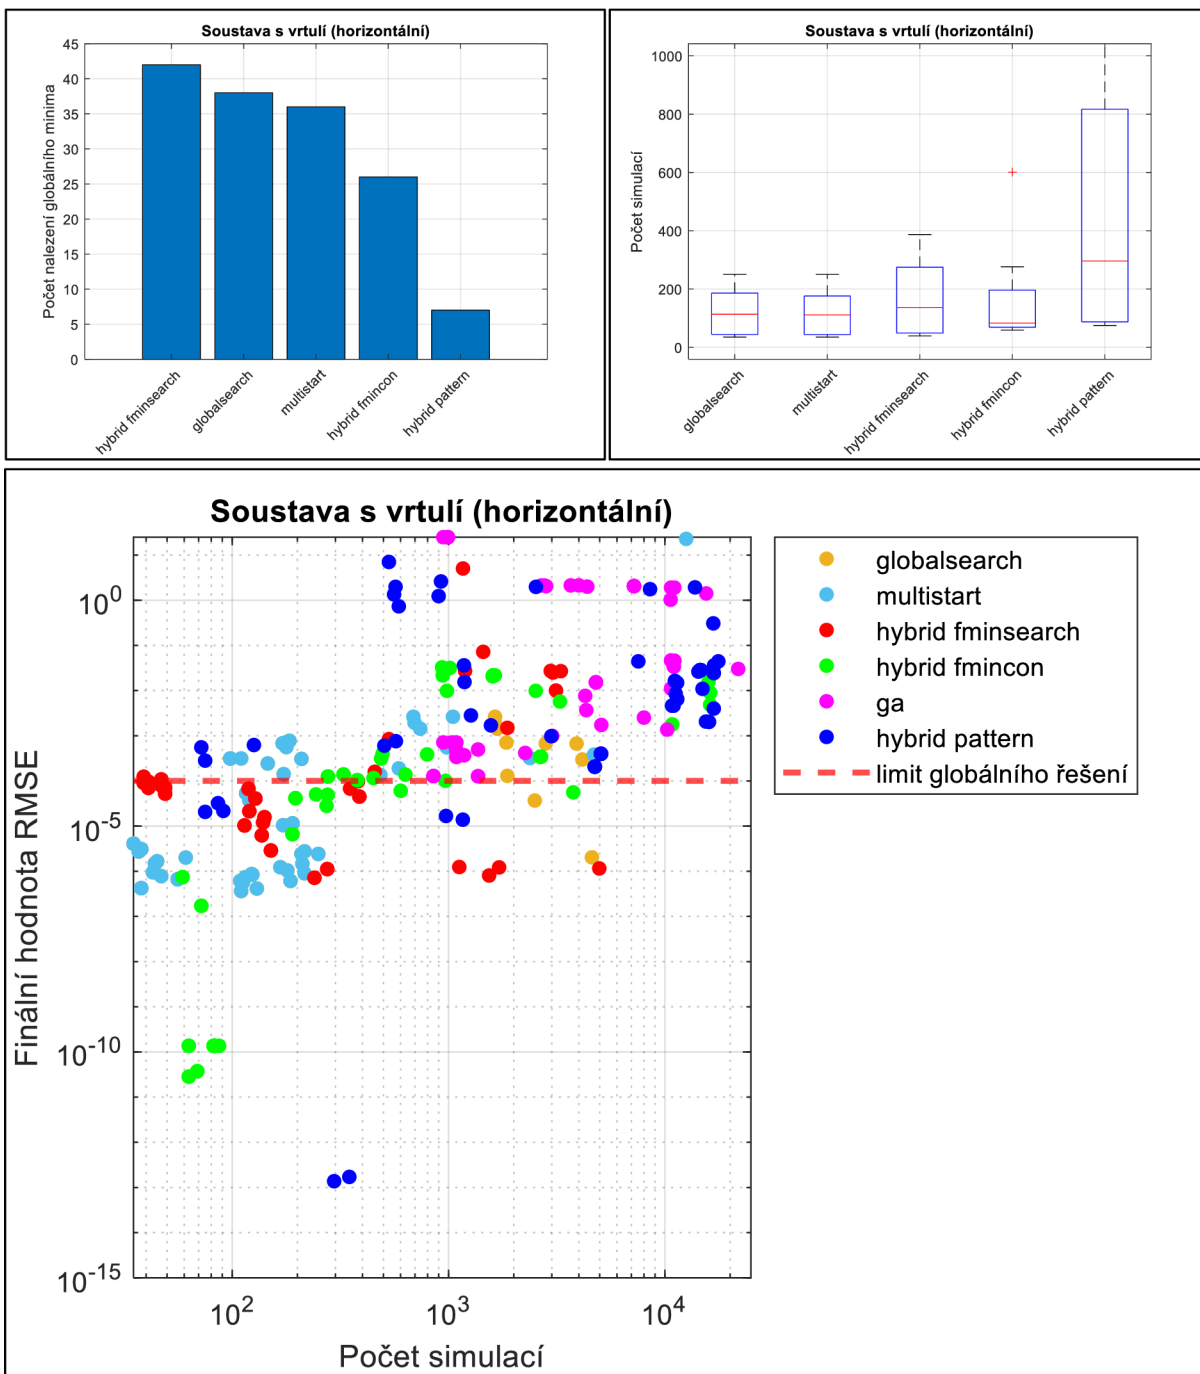 Soustava s vrtulí (horizontální)
Počet nalezení globálního minima
45
40
35
30
25
20
15
10
5
0
hybrid fminsearch
globalsearch
multistart
hybrid fmincon
hybrid pattern
Soustava s vrtulí (horizontální)
Počet simulací
1000
800
600
400
200
0
globalsearch
multistart
hybrid fminsearch
hybrid fmincon
hybrid pattern
Soustava s vrtulí (horizontální)
Finální hodnota RMSE
10^0
10^-5
10^-10
10^-15
10^2
10^3
10^4
Počet simulací
globalsearch
multistart
hybrid fminsearch
hybrid fmincon
ga
hybrid pattern
limit globálního řešení